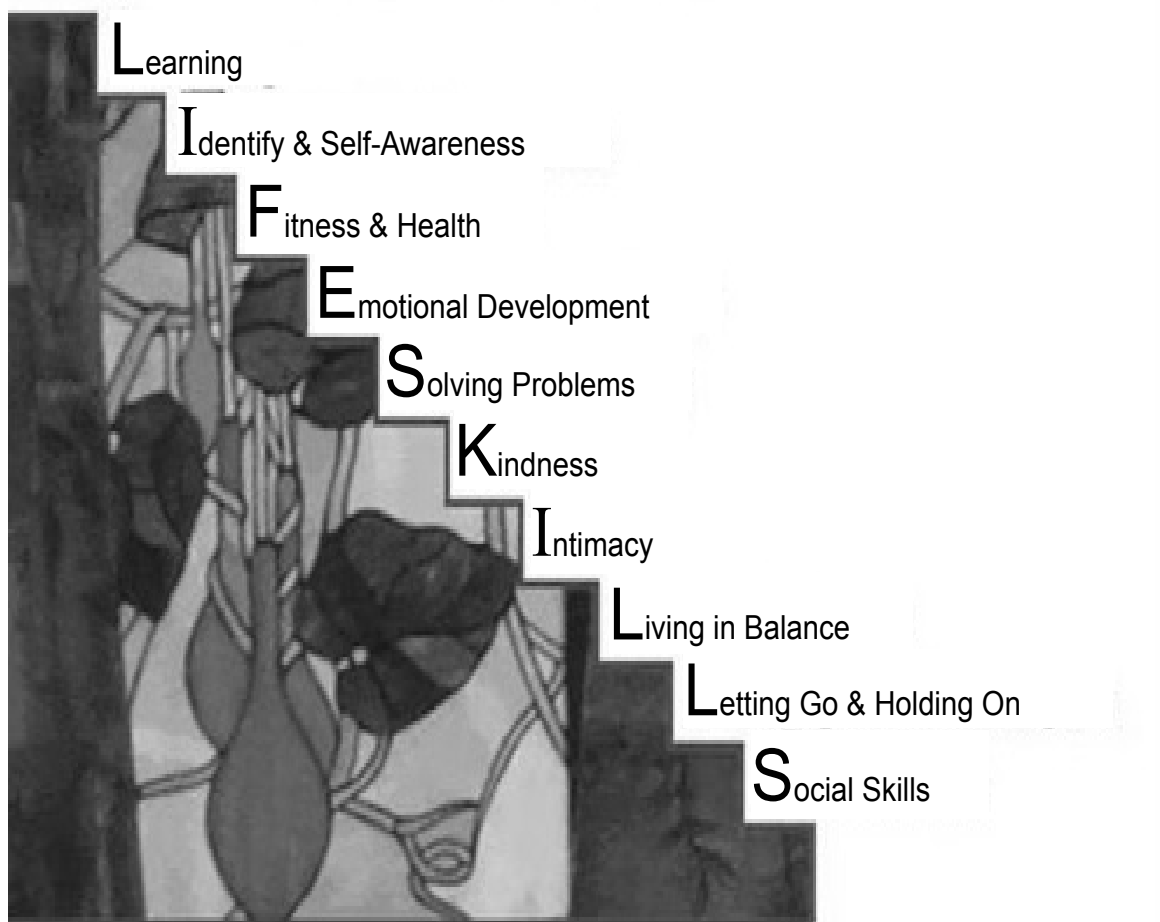 Learning
Identify & Self-Awareness
Fitness & Health
Emotional Development
Solving Problems
Kindness
Intimacy
Living in Balance
Letting Go & Holding On
Social Skills